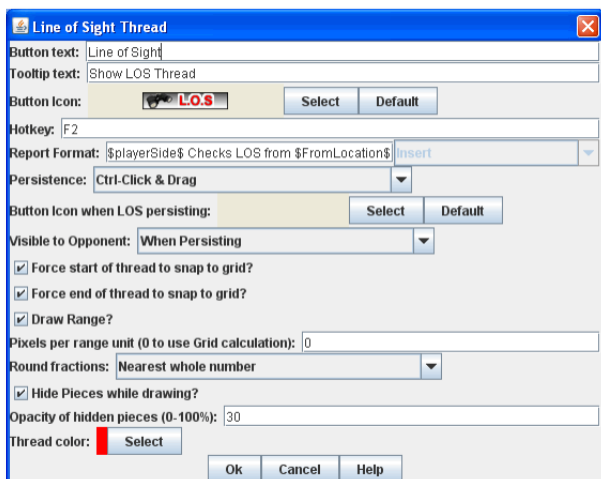 Line of Sight Thread
Button text: Line of Sight
Tooltip text: Show LOS Thread
Button Icon: L.O.S Select Default
Hotkey: F2
Report Format: $playerSide$ Checks LOS from $FromLocation$ Insert
Persistence: Ctrl-Click & Drag
Button Icon when LOS persisting: Select Default
Visible to Opponent: When Persisting
Force start of thread to snap to grid?
Force end of thread to snap to grid?
Draw Range?
Pixels per range unit (0 to use Grid calculation): 0
Round fractions: Nearest whole number
Hide Pieces while drawing?
Opacity of hidden pieces (0-100%): 30
Thread color: Select
Ok Cancel Help